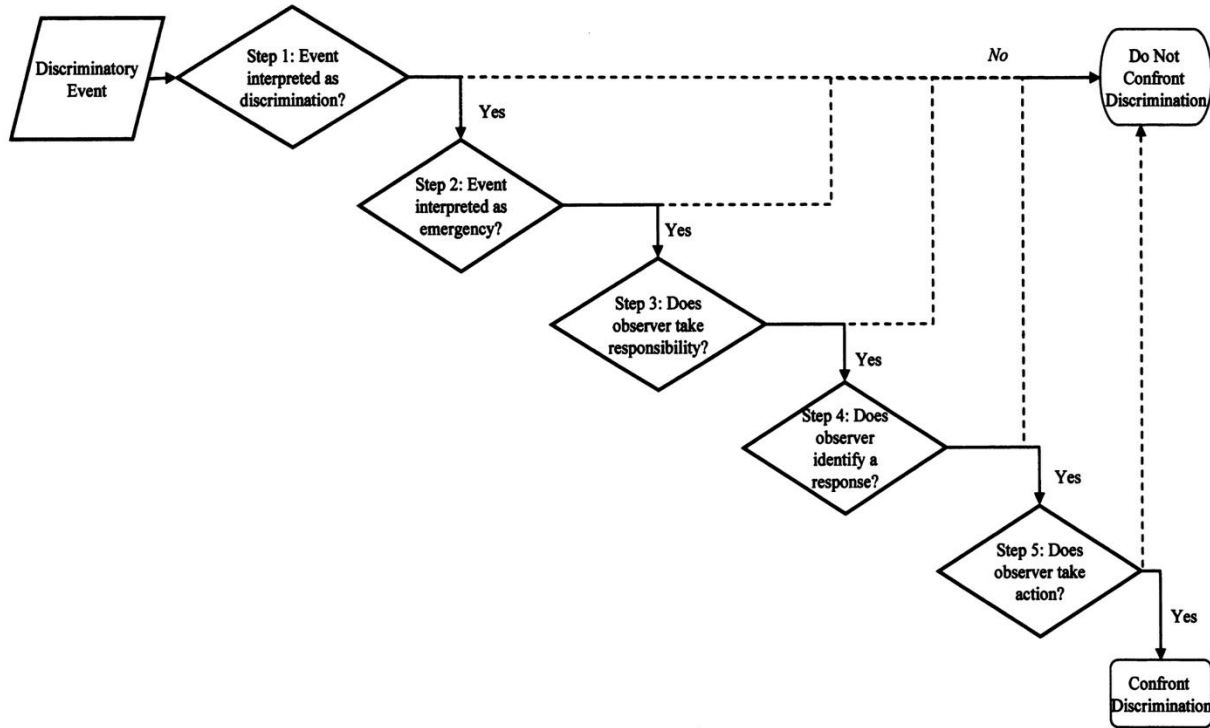 Discriminatory
Event
Step 1: Event
interpreted as
discrimination?
No
Do Not
Confront
Discrimination
Yes
Step 2: Event
interpreted as
emergency?
Yes
Step 3: Does
observer take
responsibility?
Yes
Step 4: Does
observer
identify a
response?
Yes
Step 5: Does
observer take
action?
Yes
Confront
Discrimination